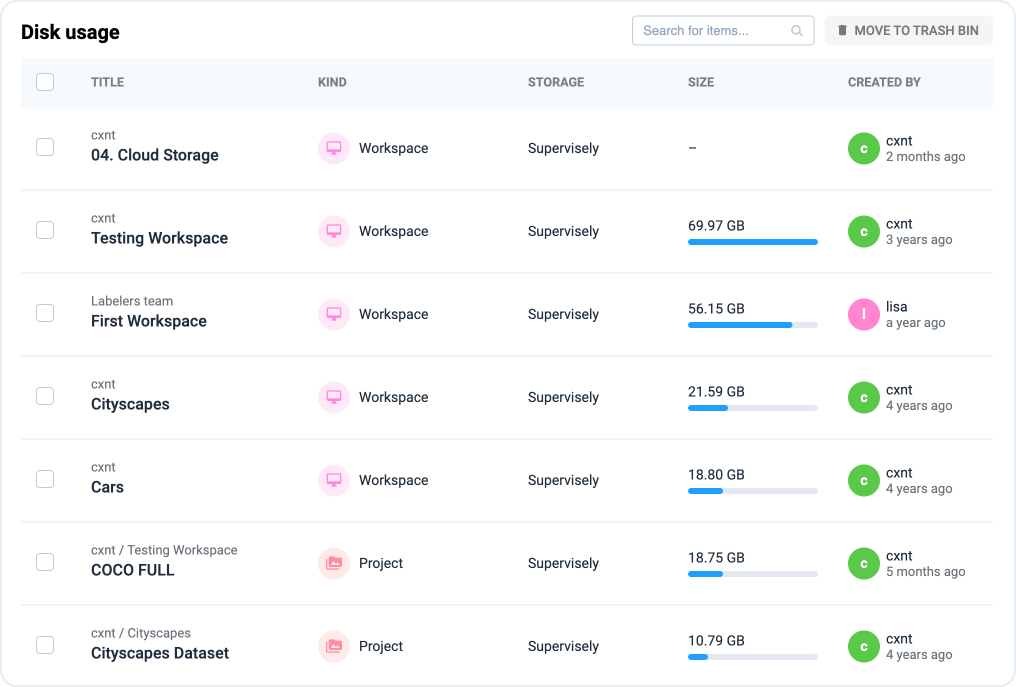 Disk usage
Search for items...
MOVE TO TRASH BIN
TITLE KIND STORAGE SIZE CREATED BY
cxnt
04. Cloud Storage
Workspace
Supervisely
–
c
cxnt
2 months ago
cxnt
Testing Workspace
Workspace
Supervisely
69.97 GB
c
cxnt
3 years ago
Labelers team
First Workspace
Workspace
Supervisely
56.15 GB
l
lisa
a year ago
cxnt
Cityscapes
Workspace
Supervisely
21.59 GB
c
cxnt
4 years ago
cxnt
Cars
Workspace
Supervisely
18.80 GB
c
cxnt
4 years ago
cxnt / Testing Workspace
COCO FULL
Project
Supervisely
18.75 GB
c
cxnt
5 months ago
cxnt / Cityscapes
Cityscapes Dataset
Project
Supervisely
10.79 GB
c
cxnt
4 years ago